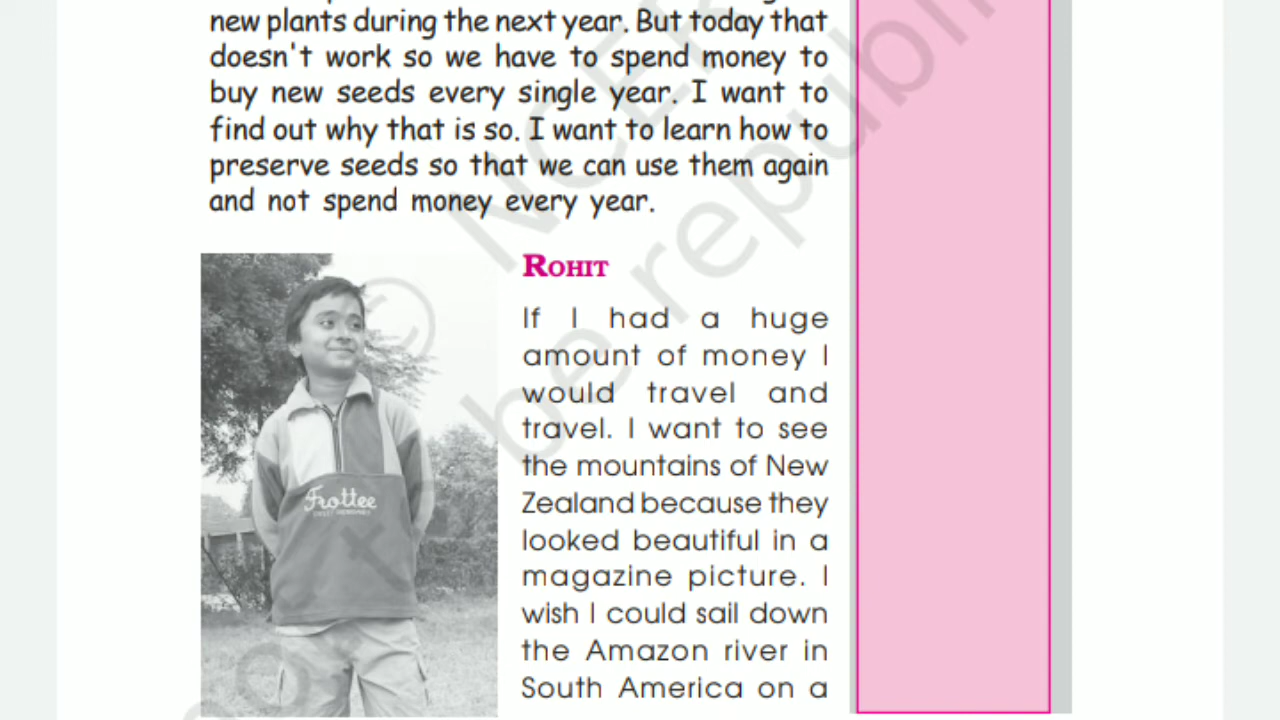 new plants during the next year. But today that
doesn't work so we have to spend money to
buy new seeds every single year. I want to
find out why that is so. I want to learn how to
preserve seeds so that we can use them again
and not spend money every year.
ROHIT
If I had a huge
amount of money I
would travel and
travel. I want to see
the mountains of New
Zealand because they
looked beautiful in a
magazine picture. I
wish I could sail down
the Amazon river in
South America on a
Frottee
© NCER
be republi